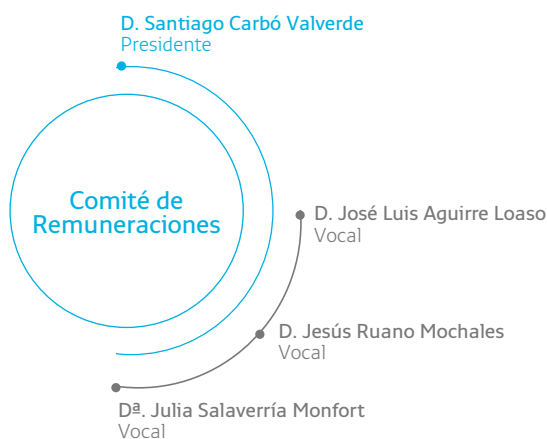 D. Santiago Carbó Valverde
Presidente
Comité de
Remuneraciones
D. José Luis Aguirre Loaso
Vocal
D. Jesús Ruano Mochales
Vocal
Dª. Julia Salaverría Monfort
Vocal